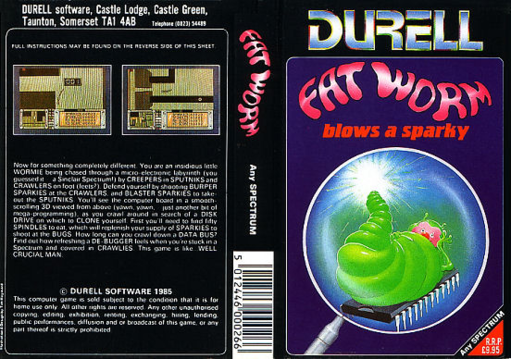 DURELL software, Castle Lodge, Castle Green,
Taunton, Somerset TA1 4AB Telephone (0823) 54489
FULL INSTRUCTIONS MAY BE FOUND ON THE REVERSE SIDE OF THIS SHEET
Now for something completely different. You are an insidious little
WORMIE being chased through a micro-electronic labyrinth (you
guessed it a Sinclair Spectrum!) by CREEPERS in SPUTNIKS and
CRAWLERS on foot (feets?). Defend yourself by shooting BURPER
SPARKIES at the CRAWLERS, and BLASTER SPARKIES to take-
out the SPUTNIKS. You'll see the computer board in a smooth-
scrolling 3D viewed from above (yawn, yawn, just another bit of
mega-programming), as you crawl around in search of a DISK
DRIVE on which to CLONE yourself. First you'll need to find fifty
SPINDLES to eat, which will replenish your supply of SPARKIES to
shoot at the BUGS. How long can you crawl down a DATA BUS?
Find out how refreshing a DE-BUGGER feels when you're stuck in a
Spectrum and covered in CRAWLIES. This game is like. WELL
CRUCIAL MAN.
© DURELL SOFTWARE 1985
This computer game is sold subject to the condition that it is for
home use only. All other rights are reserved. Any other unauthorised
copying, editing, exhibition, renting, exchanging, hiring, lending,
public performances, diffusion and or broadcast of this game, or any
part thereof is strictly prohibited.
FAT WORM
Any SPECTRUM
5 012446 000266
DURELL
FAT WORM
blows a sparky
Any SPECTRUM
R.R.P.
£9.95